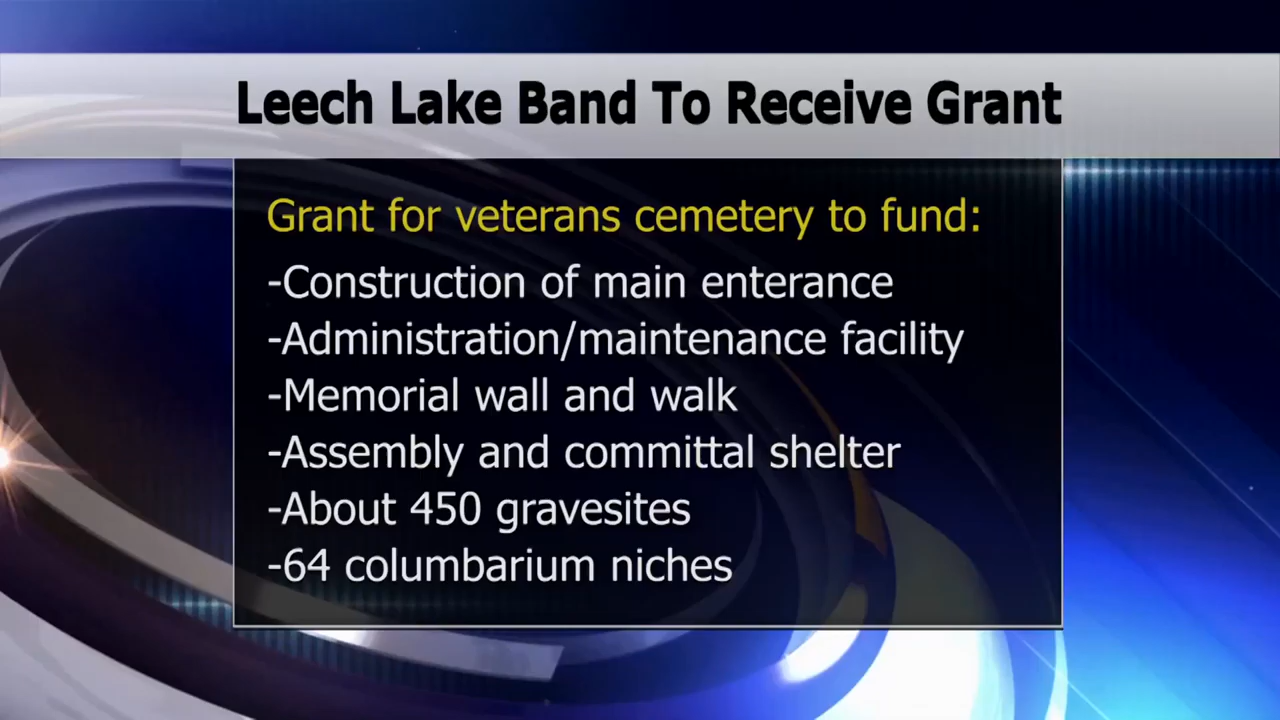 Leech Lake Band To Receive Grant
Grant for veterans cemetery to fund:
-Construction of main enterance
-Administration/maintenance facility
-Memorial wall and walk
-Assembly and committal shelter
-About 450 gravesites
-64 columbarium niches